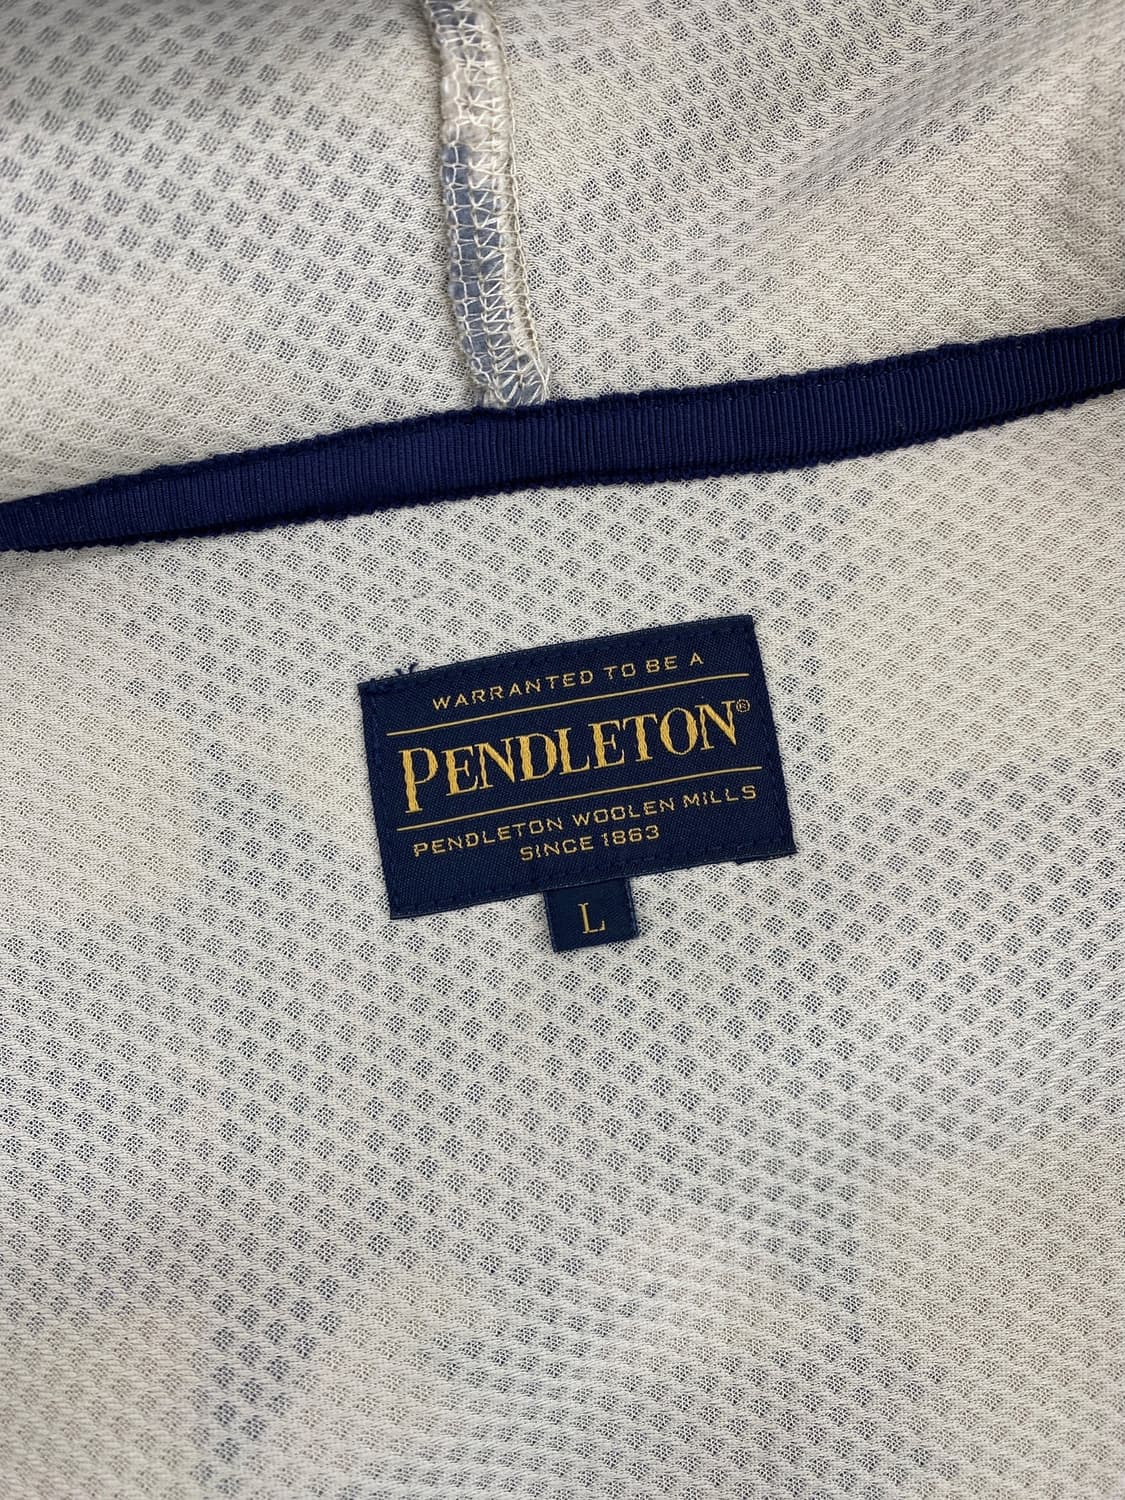 WARRANTED TO BE A
PENDLETON®
PENDLETON WOOLEN MILLS
SINCE 1863
L